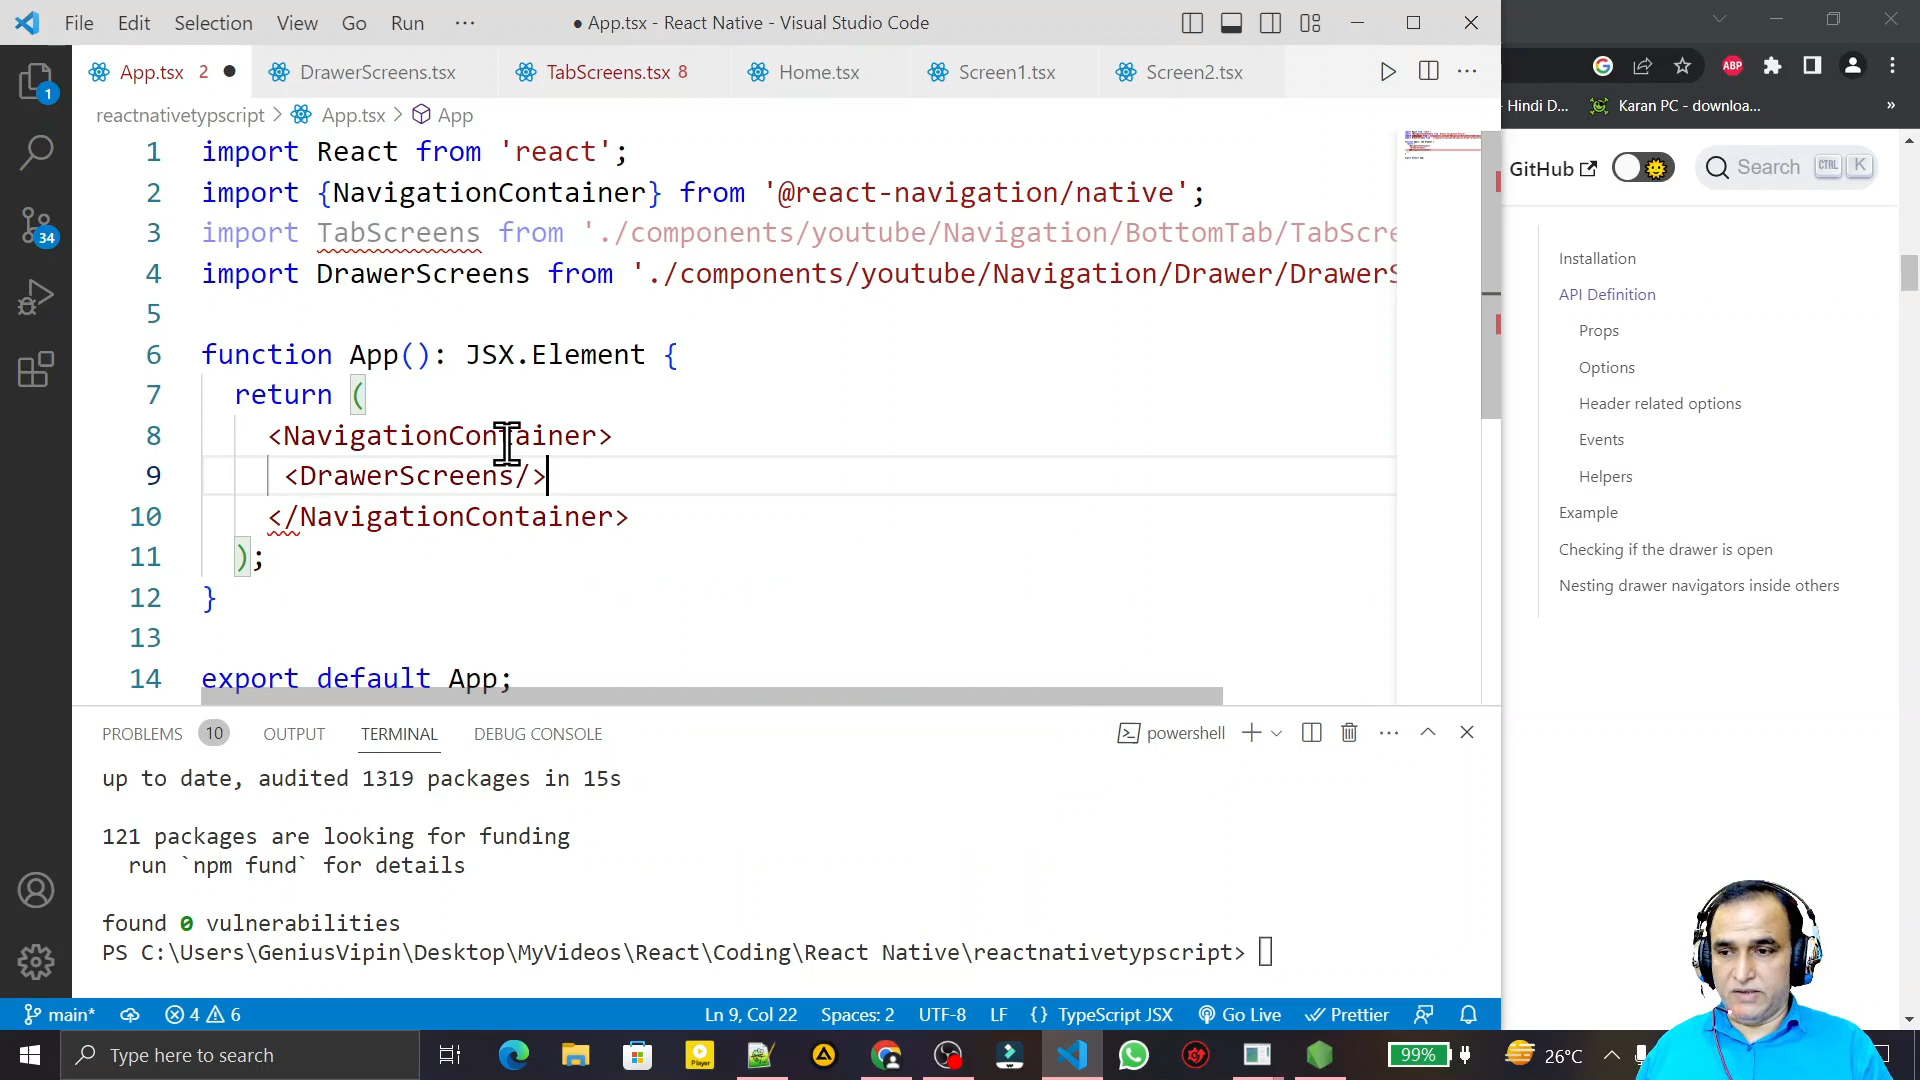 File Edit Selection View Go Run ··· ● App.tsx - React Native - Visual Studio Code
App.tsx 2 ● DrawerScreens.tsx TabScreens.tsx 8 Home.tsx Screen1.tsx Screen2.tsx ···
reactnativetypscript > App.tsx > App
1 import React from 'react';
2 import {NavigationContainer} from '@react-navigation/native';
3 import TabScreens from './components/youtube/Navigation/BottomTab/TabScre
4 import DrawerScreens from './components/youtube/Navigation/Drawer/DrawerS
5
6 function App(): JSX.Element {
7 return (
8 <NavigationContainer>
9 <DrawerScreens/>
10 </NavigationContainer>
11 );
12 }
13
14 export default App;
PROBLEMS 10 OUTPUT TERMINAL DEBUG CONSOLE powershell
up to date, audited 1319 packages in 15s
121 packages are looking for funding
run `npm fund` for details
found 0 vulnerabilities
PS C:\Users\GeniusVipin\Desktop\MyVideos\React\Coding\React Native\reactnativetypscript>
1
34
main* 4 6 Ln 9, Col 22 Spaces: 2 UTF-8 LF {} TypeScript JSX Go Live Prettier
Type here to search Player 99% 26°C
ABP
Hindi D... Karan PC - downloa... »
GitHub Search CTRL K
Installation
API Definition
Props
Options
Header related options
Events
Helpers
Example
Checking if the drawer is open
Nesting drawer navigators inside others